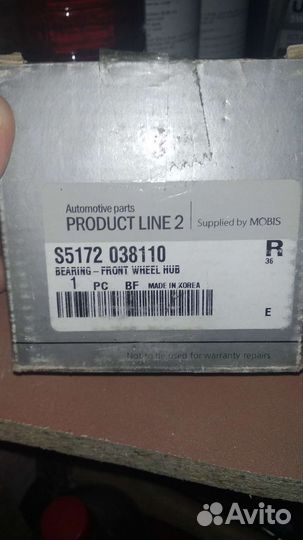 Automotive parts
PRODUCT LINE 2 Supplied by MOBIS
S5172 038110 R
BEARING-FRONT WHEEL HUB 36
1 PC BF MADE IN KOREA
E
Not to be used for warranty repairs
Avito